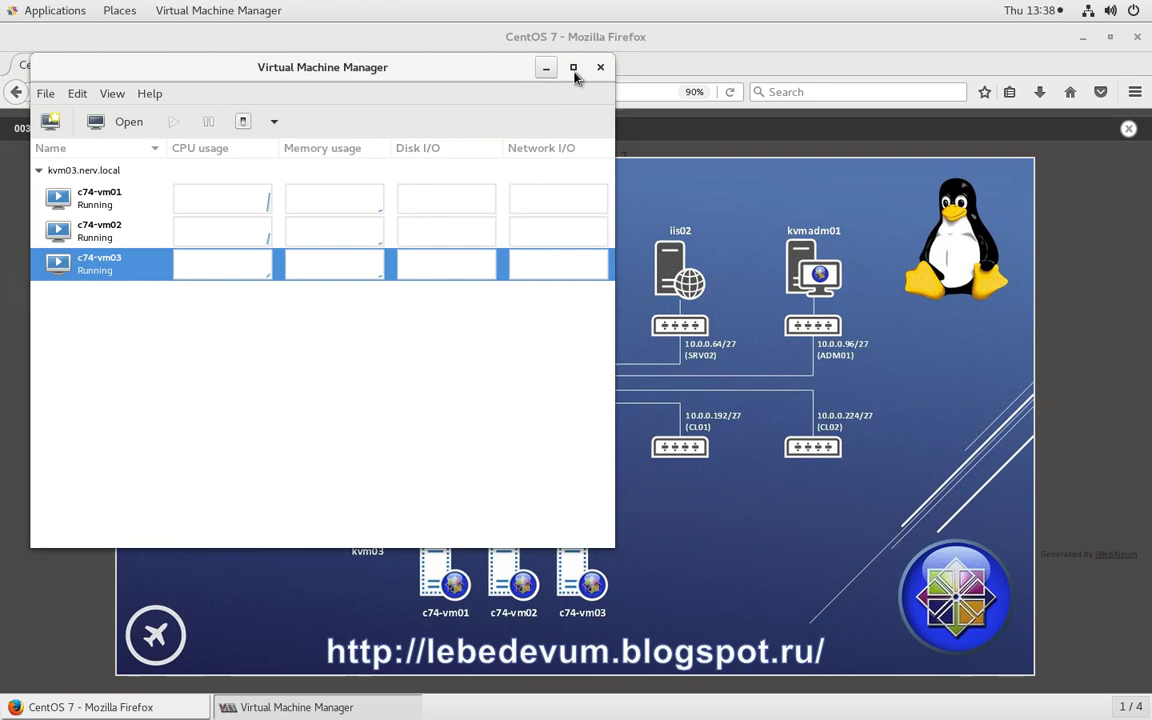 Applications Places Virtual Machine Manager Thu 13:38
CentOS 7 - Mozilla Firefox
Virtual Machine Manager
90% Search
File Edit View Help
Open
Name CPU usage Memory usage Disk I/O Network I/O
kvm03.nerv.local
c74-vm01
Running
c74-vm02
Running
c74-vm03
Running
iis02 kvmadm01
10.0.0.64/27
(SRV02)
10.0.0.96/27
(ADM01)
10.0.0.192/27
(CL01)
10.0.0.224/27
(CL02)
kvm03
c74-vm01 c74-vm02 c74-vm03
Generated by jWebAlbum
http://lebedevum.blogspot.ru/
CentOS 7 - Mozilla Firefox Virtual Machine Manager 1 / 4